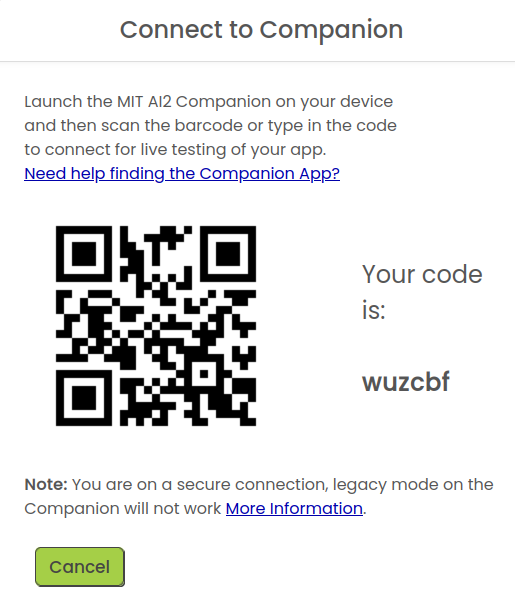 Connect to Companion
Launch the MIT AI2 Companion on your device
and then scan the barcode or type in the code
to connect for live testing of your app.
Need help finding the Companion App?
Your code
is:
wuzcbf
Note: You are on a secure connection, legacy mode on the
Companion will not work More Information.
Cancel